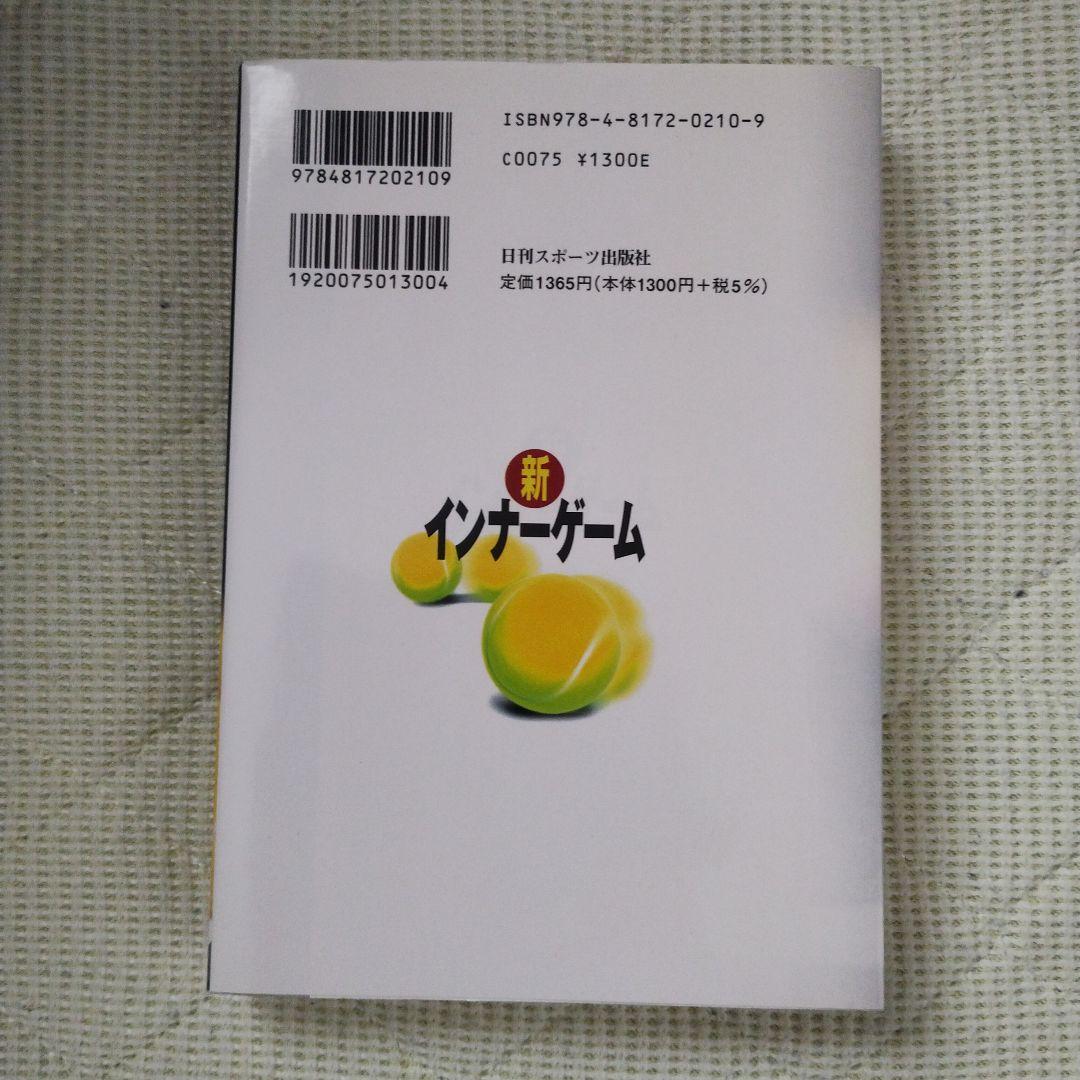 ISBN978-4-8172-0210-9
C0075 ¥1300E
9784817202109
1920075013004
日刊スポーツ出版社
定価1365円(本体1300円+税5%)
新
インナーゲーム